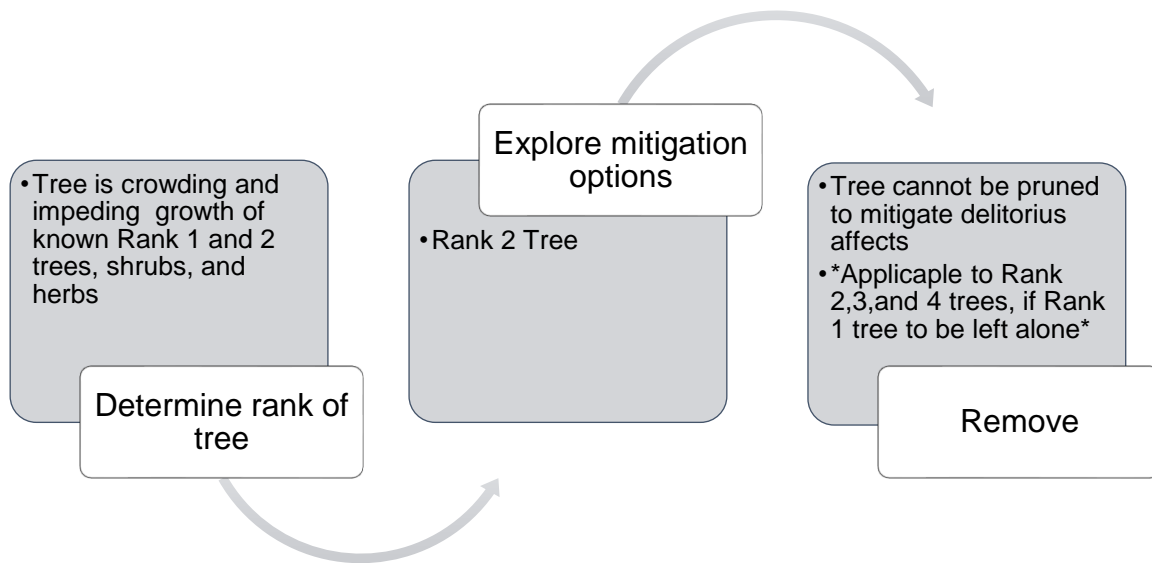 •Tree is crowding and
impeding growth of
known Rank 1 and 2
trees, shrubs, and
herbs
Determine rank of
tree
Explore mitigation
options
•Rank 2 Tree
•Tree cannot be pruned
to mitigate delitorius
affects
•*Applicaple to Rank
2,3,and 4 trees, if Rank
1 tree to be left alone*
Remove